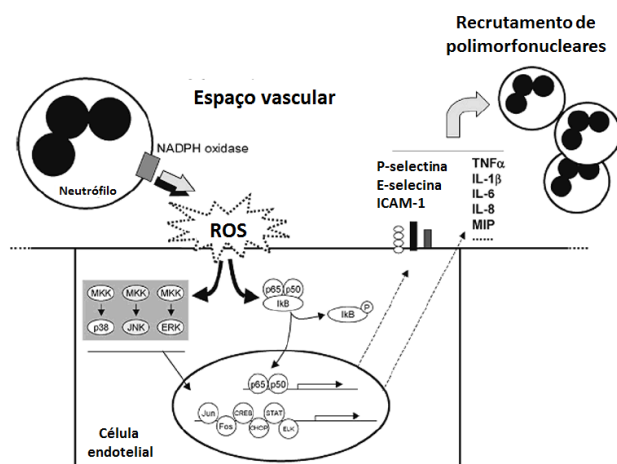 Recrutamento de
polimorfonucleares
Espaço vascular
NADPH oxidase
Neutrófilo
P-selectina
E-selecina
ICAM-1
TNFα
IL-1β
IL-6
IL-8
MIP
......
ROS
MKK MKK MKK
p38 JNK ERK
p65 p50
IkB
P
IkB
p65 p50
Jun Fos CREB CHOP STAT ELK
Célula
endotelial